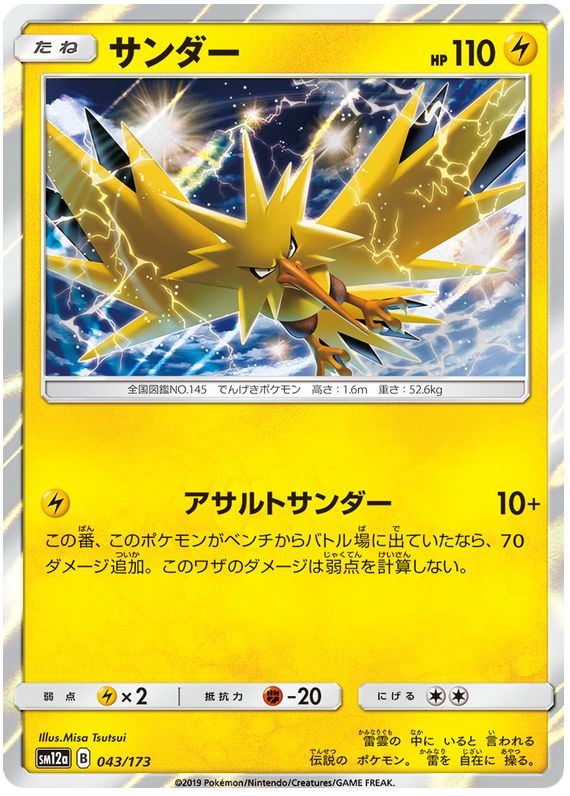 たね サンダー HP 110
全国図鑑NO.145 でんげきポケモン 高さ:1.6m 重さ:52.6kg
アサルトサンダー 10+
この番、このポケモンがベンチからバトル場に出ていたなら、70
ダメージ追加。このワザのダメージは弱点を計算しない。
弱点 ×2 抵抗力 -20 にげる
Illus.Misa Tsutsui
sm12a B 043/173
雷雲の 中に いると 言われる
伝説の ポケモン。 雷を 自在に 操る。
©2019 Pokémon/Nintendo/Creatures/GAME FREAK.